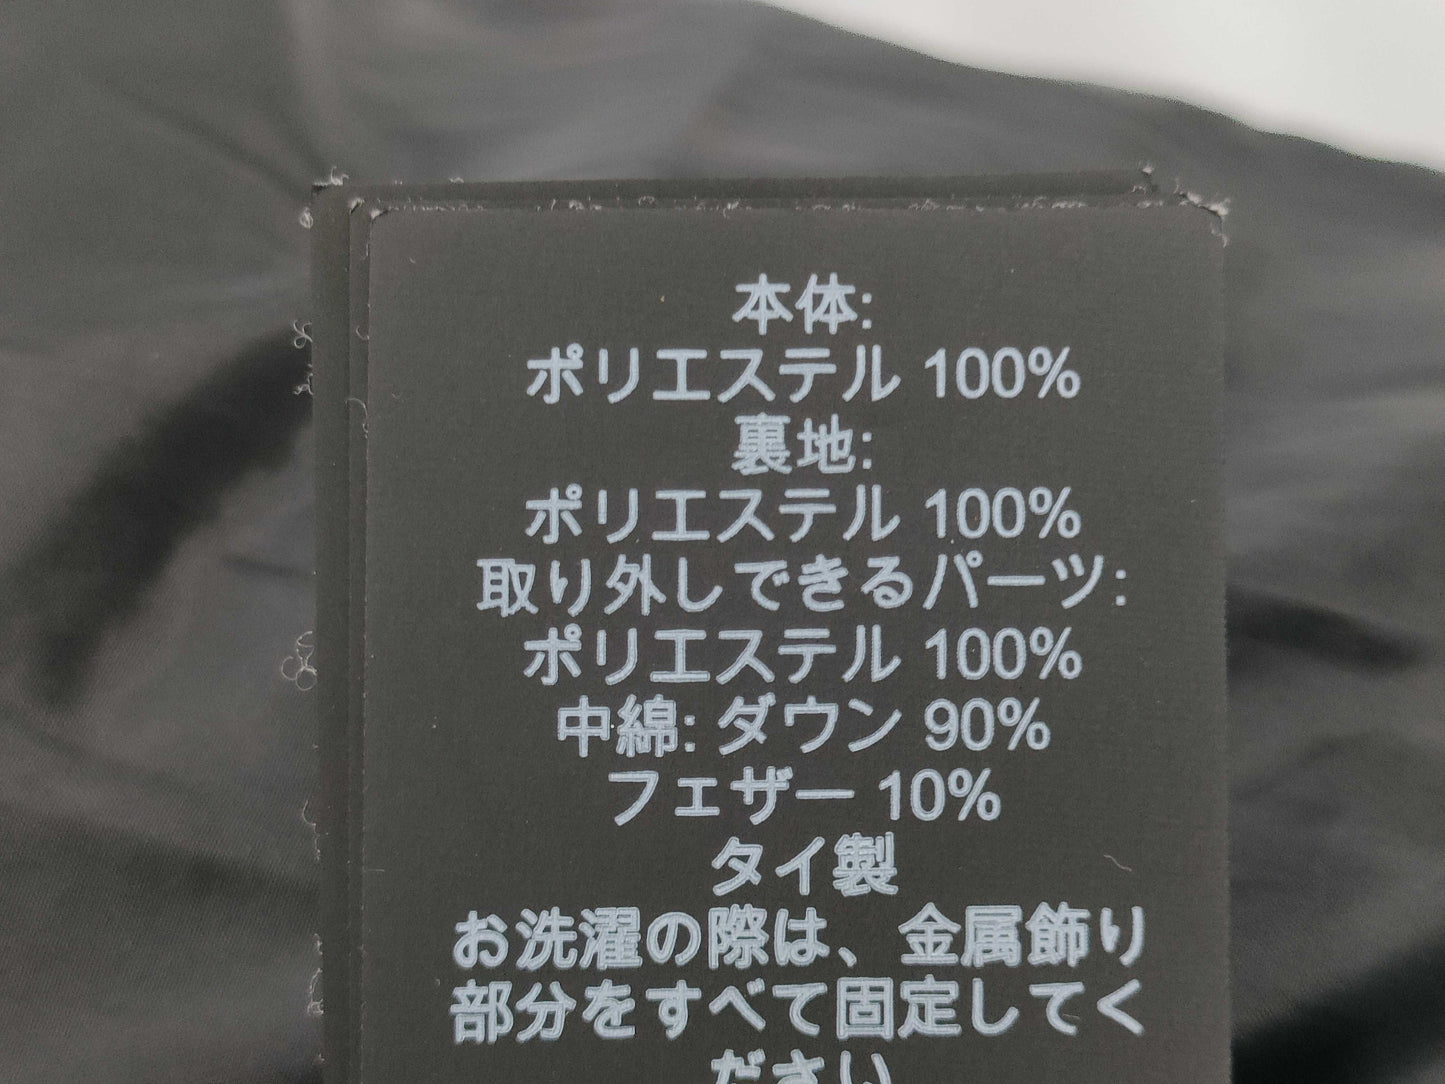 本体:
ポリエステル 100%
裏地:
ポリエステル 100%
取り外しできるパーツ:
ポリエステル 100%
中綿: ダウン 90%
フェザー 10%
タイ製
お洗濯の際は、金属飾り
部分をすべて固定してく
ださい